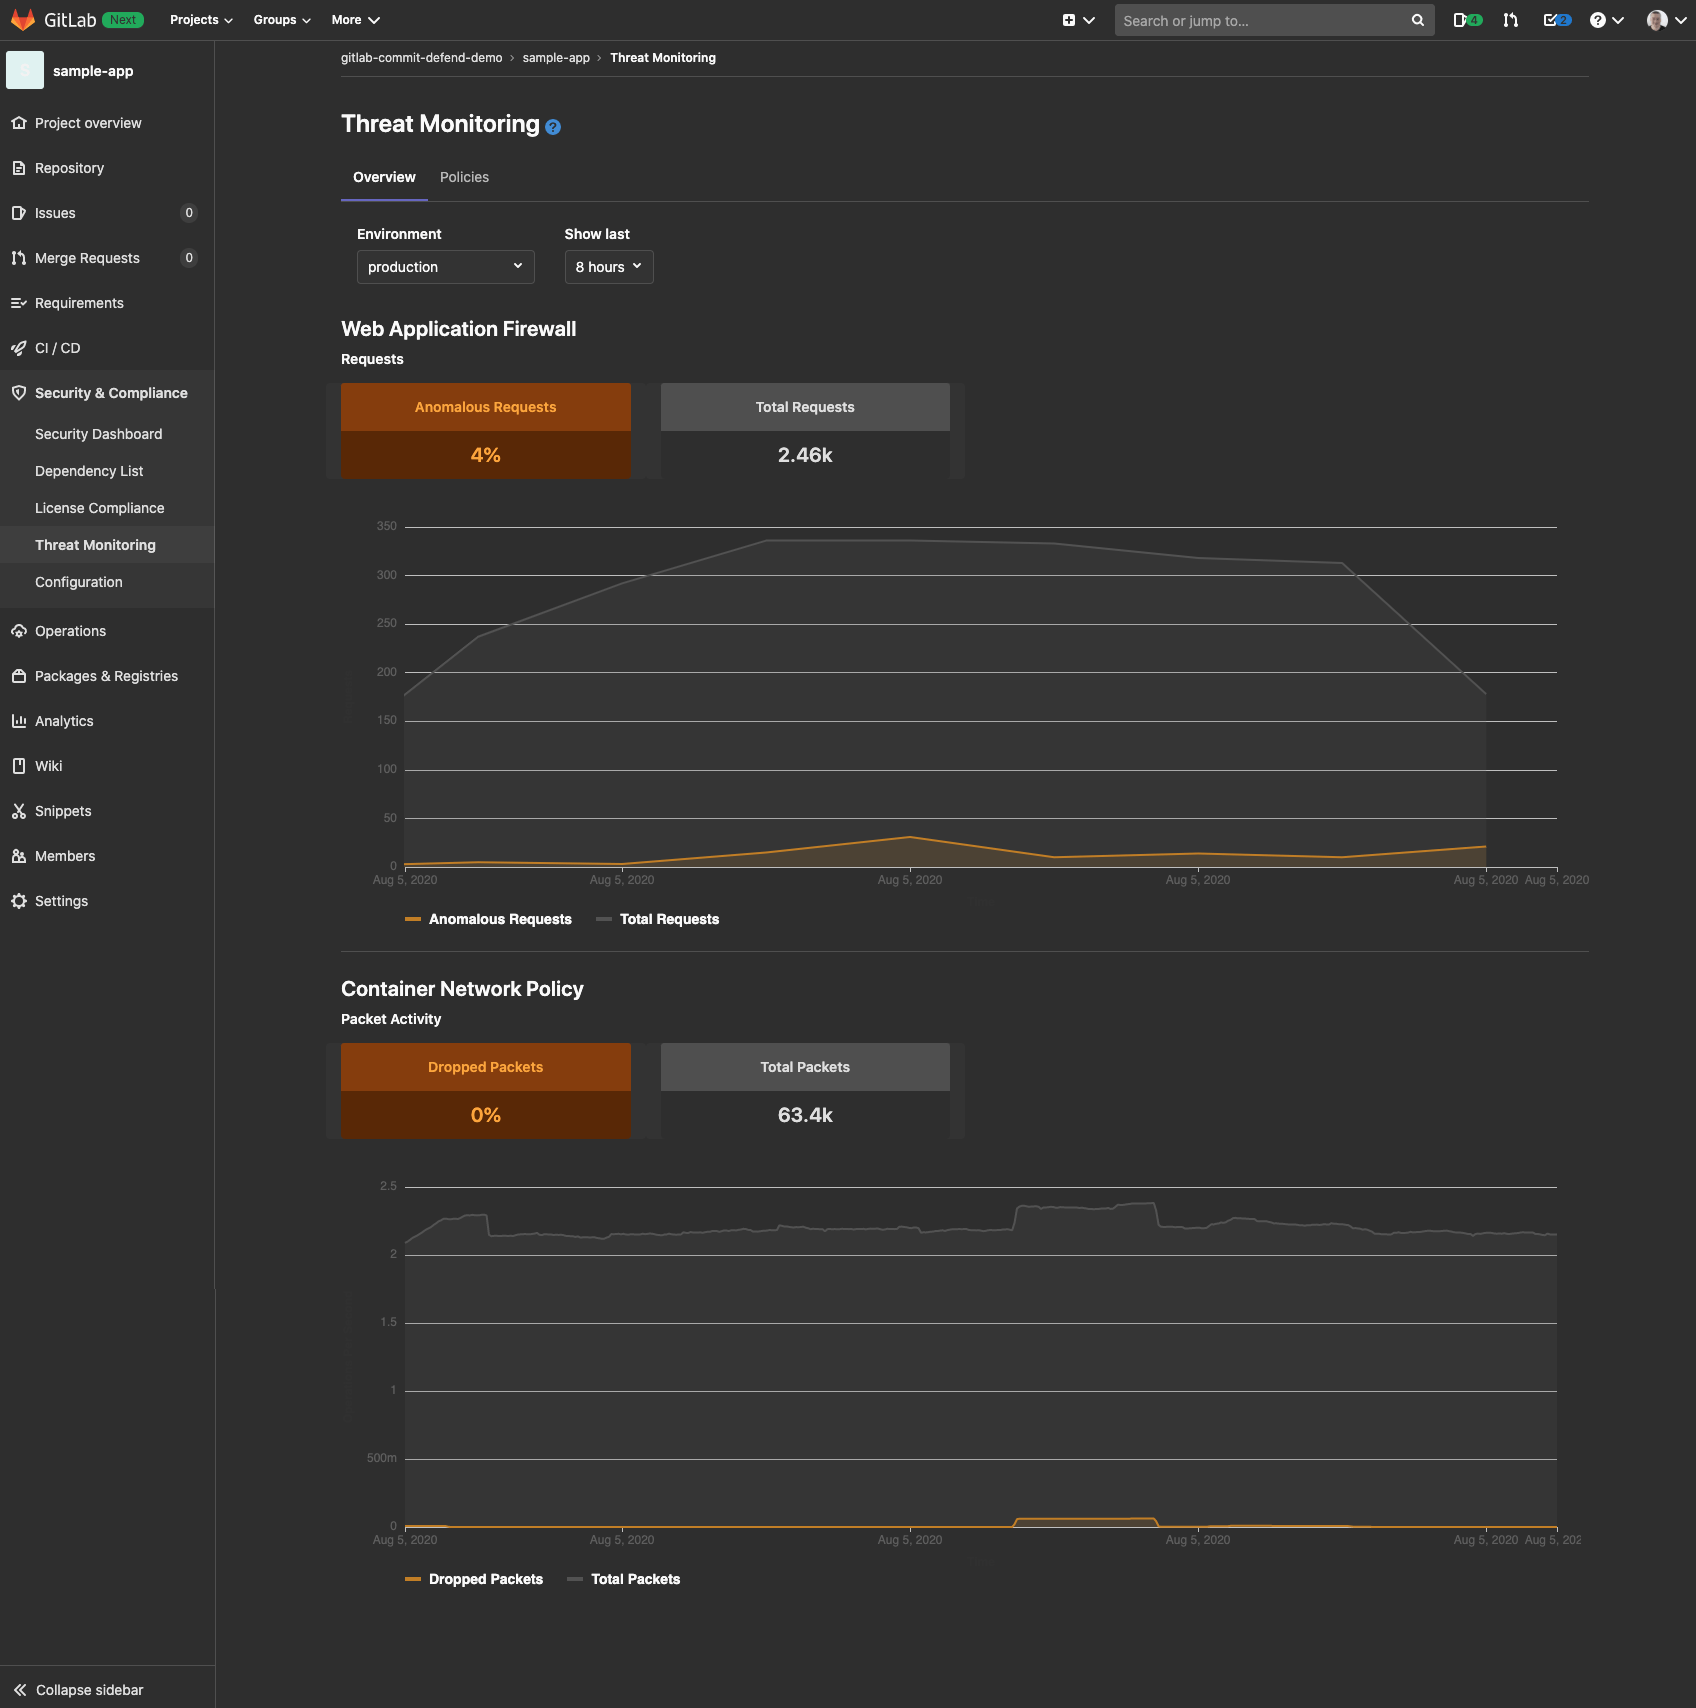 GitLab Next Projects Groups More Search or jump to... 4 2
sample-app
Project overview
Repository
Issues 0
Merge Requests 0
Requirements
CI / CD
Security & Compliance
Security Dashboard
Dependency List
License Compliance
Threat Monitoring
Configuration
Operations
Packages & Registries
Analytics
Wiki
Snippets
Members
Settings
Collapse sidebar
gitlab-commit-defend-demo › sample-app › Threat Monitoring
Threat Monitoring ?
Overview Policies
Environment Show last
production 8 hours
Web Application Firewall
Requests
Anomalous Requests Total Requests
4% 2.46k
350
300
250
200
150
100
50
0
Aug 5, 2020 Aug 5, 2020 Aug 5, 2020 Aug 5, 2020 Aug 5, 2020 Aug 5, 2020
Anomalous Requests Total Requests
Container Network Policy
Packet Activity
Dropped Packets Total Packets
0% 63.4k
2.5
2
1.5
1
500m
0
Aug 5, 2020 Aug 5, 2020 Aug 5, 2020 Aug 5, 2020 Aug 5, 2020 Aug 5, 202
Dropped Packets Total Packets